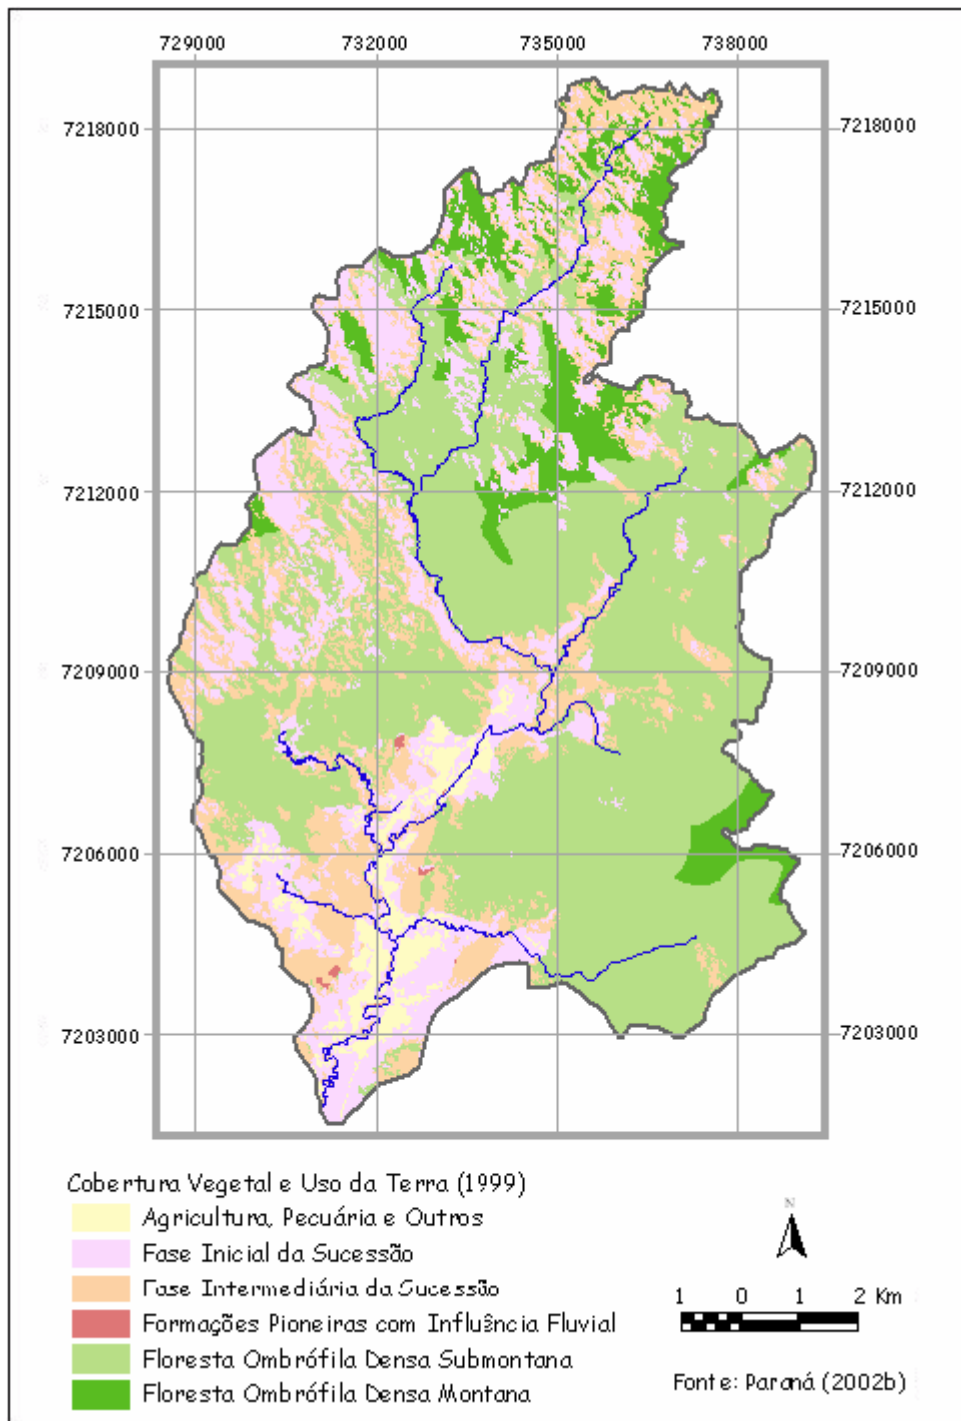 729000 732000 735000 738000
7218000 7218000
7215000 7215000
7212000 7212000
7209000 7209000
7206000 7206000
7203000 7203000
Cobertura Vegetal e Uso da Terra (1999)
Agricultura, Pecuária e Outros
Fase Inicial da Sucessão
Fase Intermediária da Sucessão
Formações Pioneiras com Influência Fluvial
Floresta Ombrófila Densa Submontana
Floresta Ombrófila Densa Montana
N
1 0 1 2 Km
Fonte: Paraná (2002b)